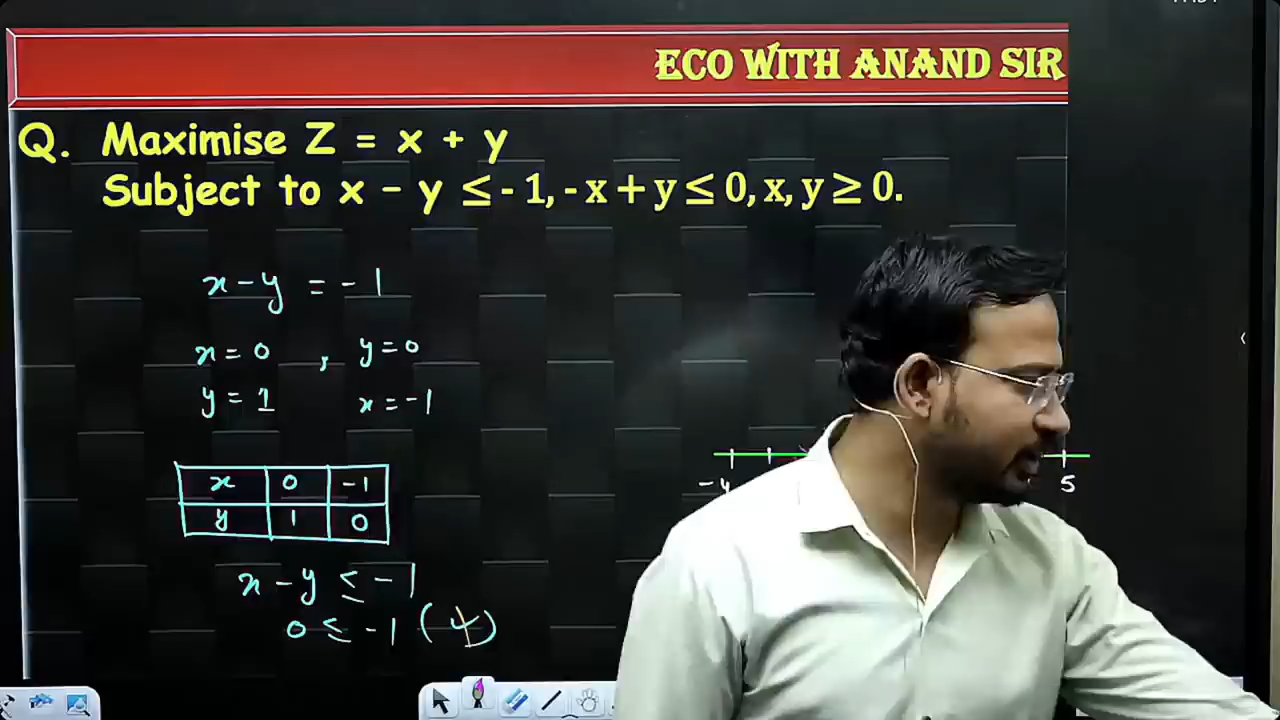 ECO WITH ANAND SIR
Q. Maximise Z = x + y
Subject to x − y ≤ - 1, - x + y ≤ 0, x, y ≥ 0.
x - y = - 1
x = 0 , y = 0
y = 1 x = -1
x 0 -1
y 1 0
x - y ≤ - 1
0 ≤ -1
-4 5